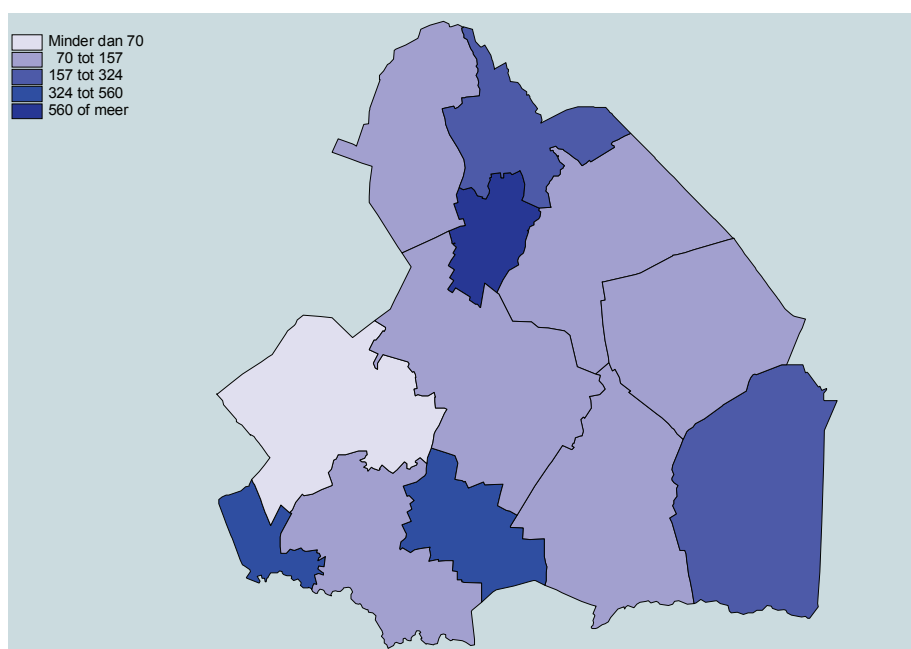 Minder dan 70
70 tot 157
157 tot 324
324 tot 560
560 of meer